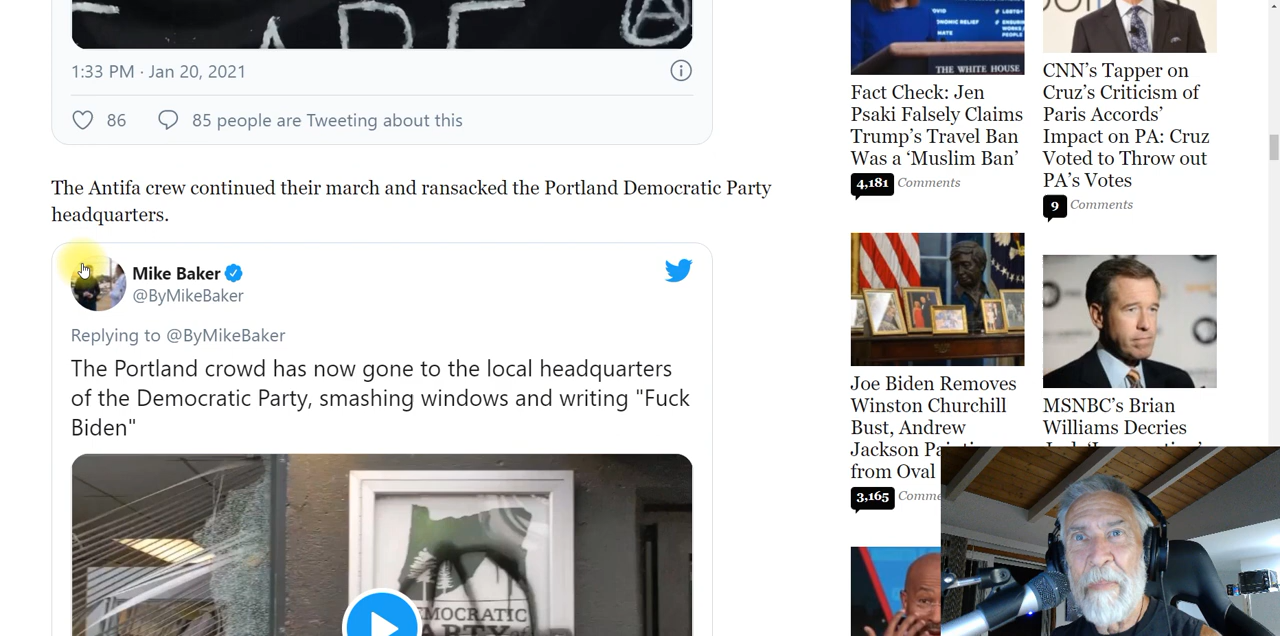 1:33 PM · Jan 20, 2021
86
85 people are Tweeting about this
The Antifa crew continued their march and ransacked the Portland Democratic Party
headquarters.
Mike Baker
@ByMikeBaker
Replying to @ByMikeBaker
The Portland crowd has now gone to the local headquarters
of the Democratic Party, smashing windows and writing "Fuck
Biden"
THE WHITE HOUSE
Fact Check: Jen
Psaki Falsely Claims
Trump's Travel Ban
Was a ‘Muslim Ban’
4,181 Comments
Joe Biden Removes
Winston Churchill
Bust, Andrew
Jackson
from Oval
3,165
CNN’s Tapper on
Cruz’s Criticism of
Paris Accords’
Impact on PA: Cruz
Voted to Throw out
PA’s Votes
9 Comments
MSNBC’s Brian
Williams Decries